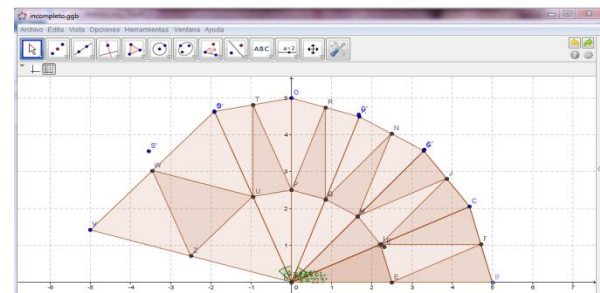 incompleto.ggb
Archivo Edita Vista Opciones Herramientas Ventana Ayuda
ABC a=2
O
T R
5
G' N
G'
4
S'
J
W
3
P
C
U Q
2
M
V
F
1
Z
E B
0
-6 -5 -4 -3 -2 -1 0 1 2 3 4 5 6 7